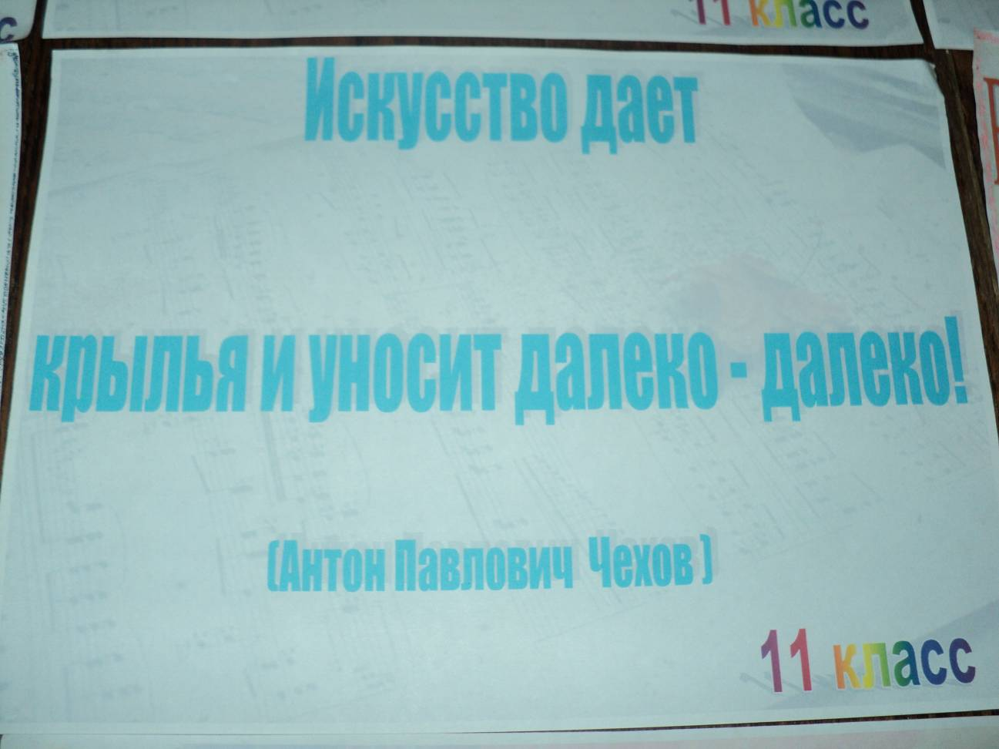 11 класс
Искусство дает
крылья и уносит далеко - далеко!
(Антон Павлович Чехов )
11 класс